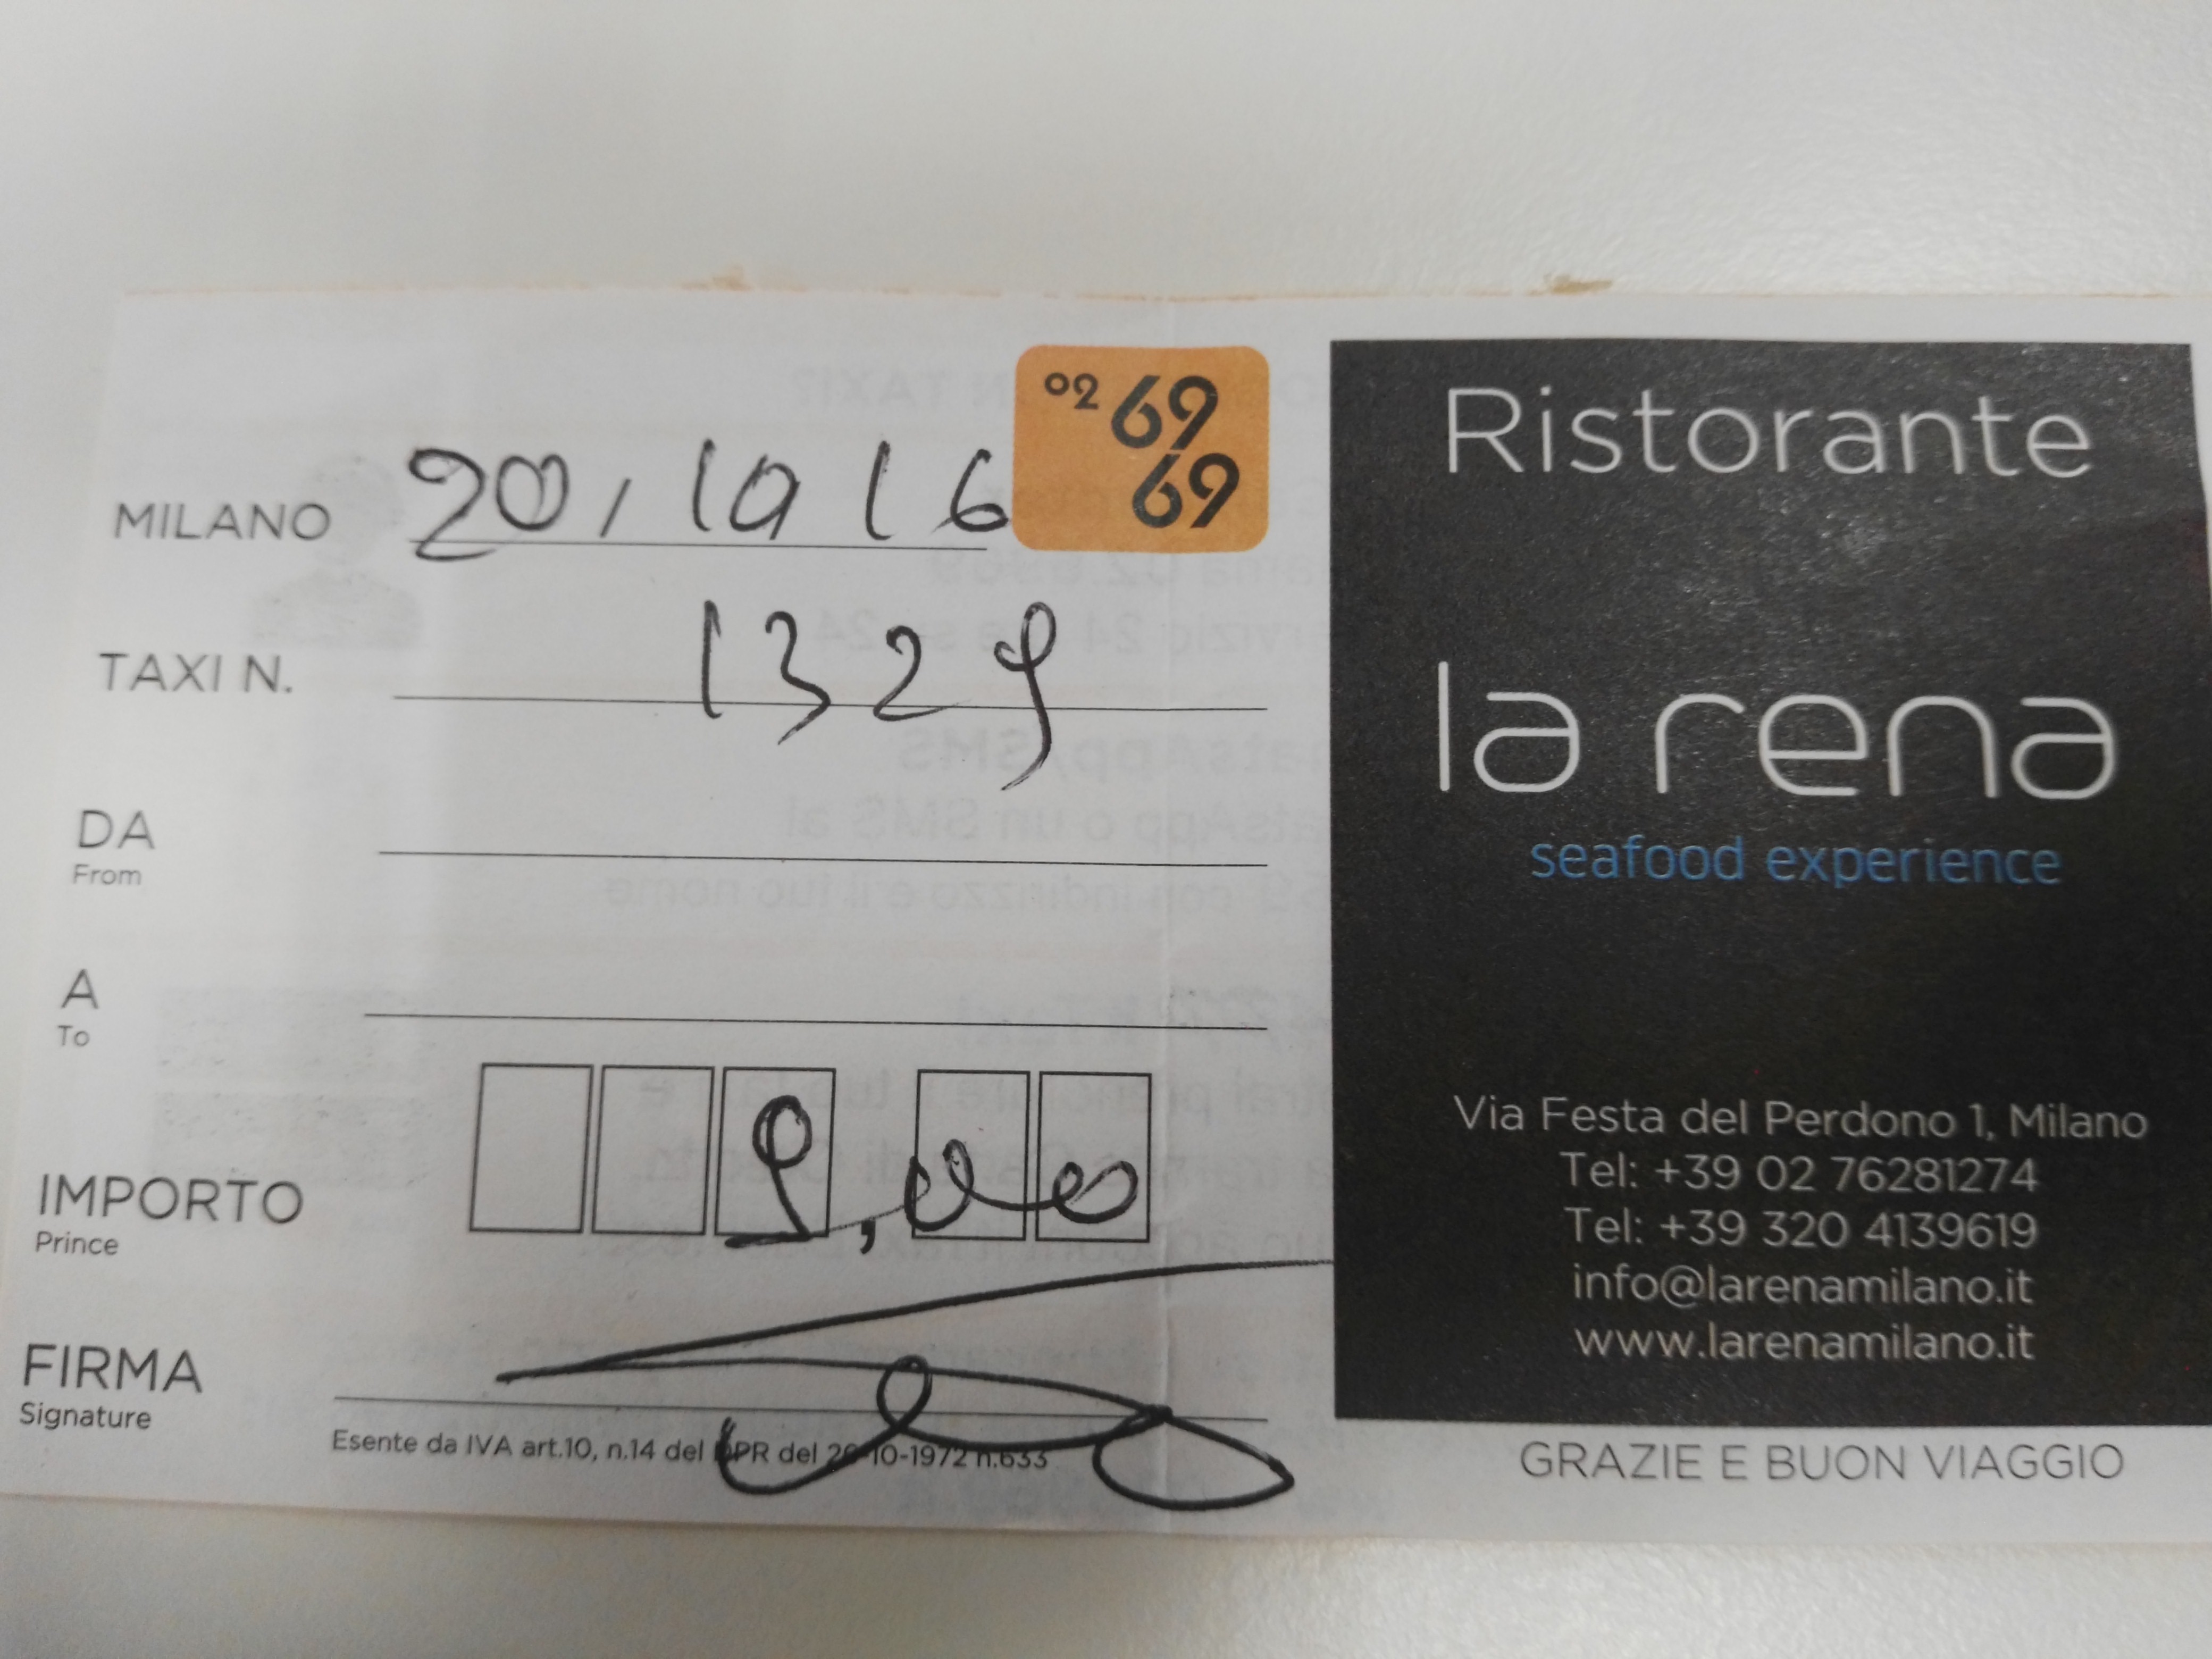 02 69
69
MILANO 20/10 16
TAXI N. 1329
DA
From
A
To
IMPORTO 9,00
Prince
FIRMA
Signature
Esente da IVA art.10, n.14 del DPR del 26-10-1972 n.633
Ristorante
la rena
seafood experience
Via Festa del Perdono 1, Milano
Tel: +39 02 76281274
Tel: +39 320 4139619
info@larenamilano.it
www.larenamilano.it
GRAZIE E BUON VIAGGIO